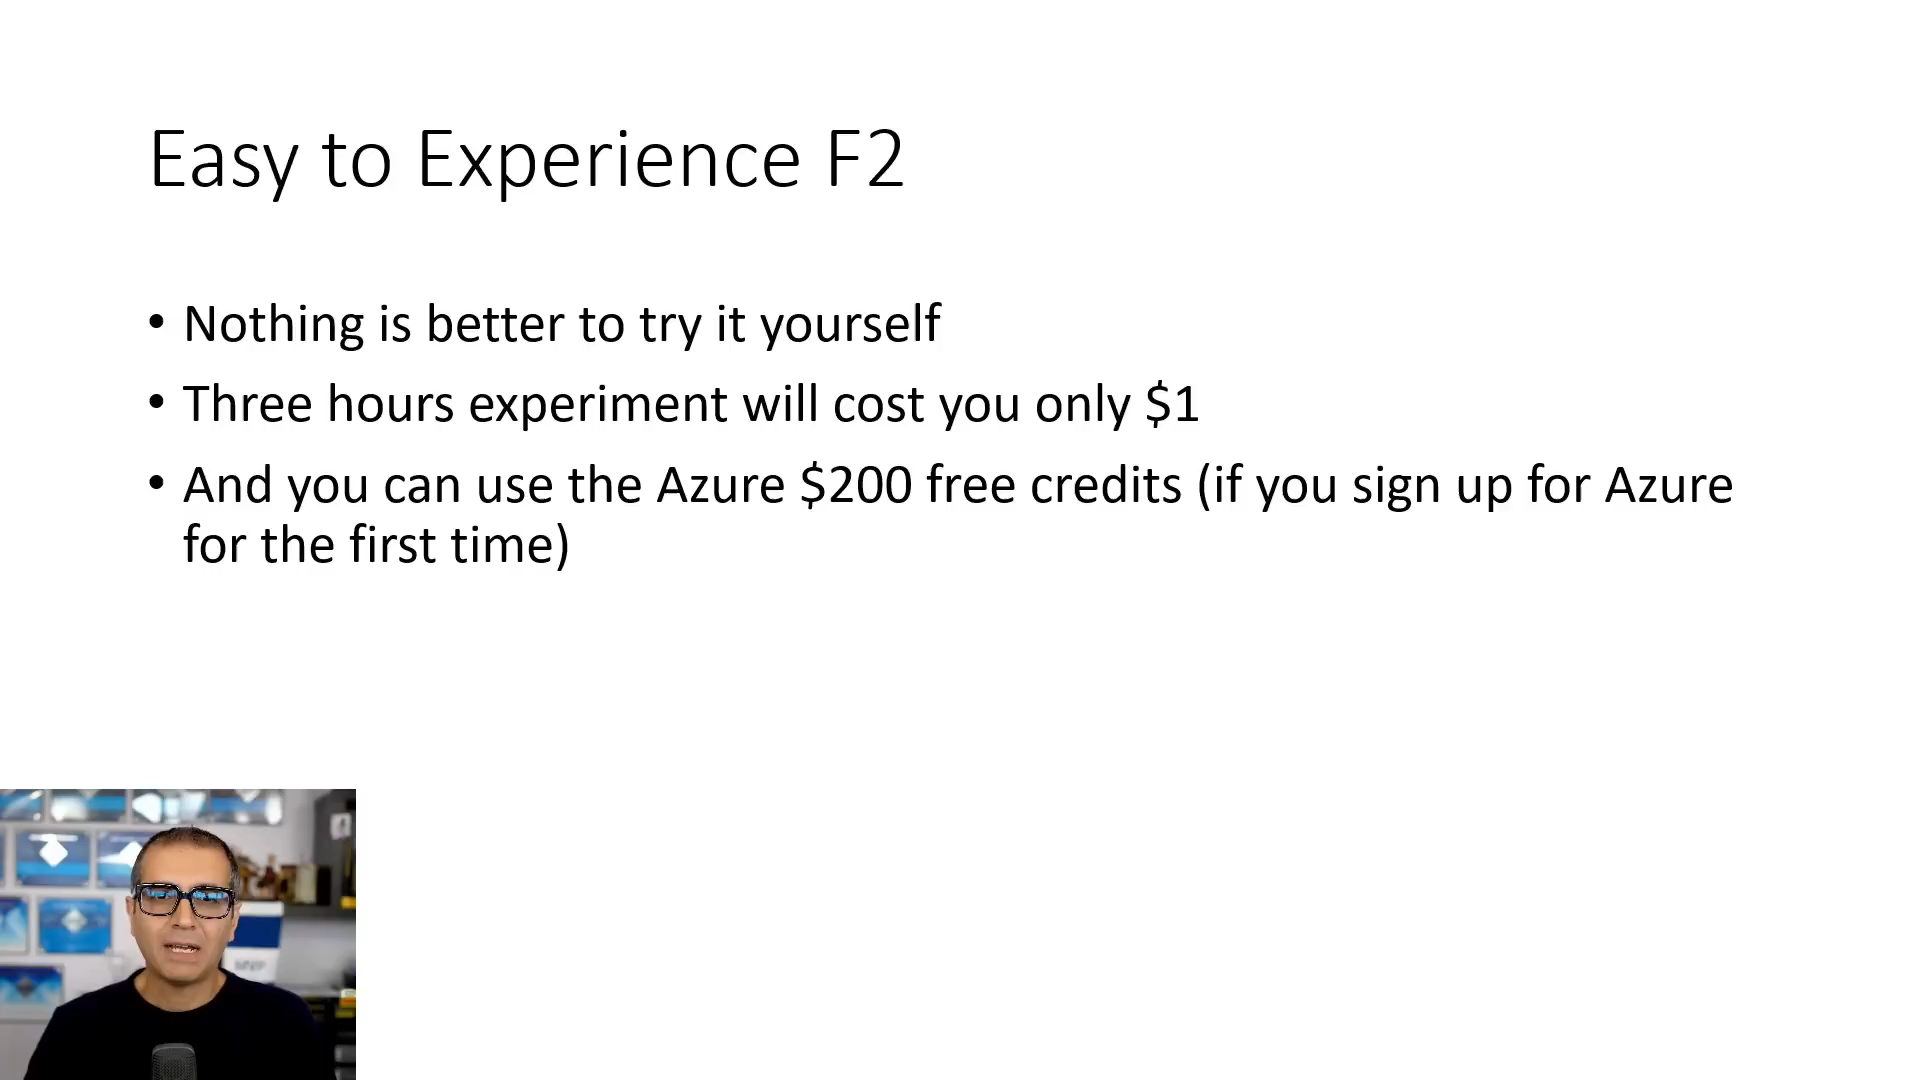 Easy to Experience F2
• Nothing is better to try it yourself
• Three hours experiment will cost you only $1
• And you can use the Azure $200 free credits (if you sign up for Azure
for the first time)